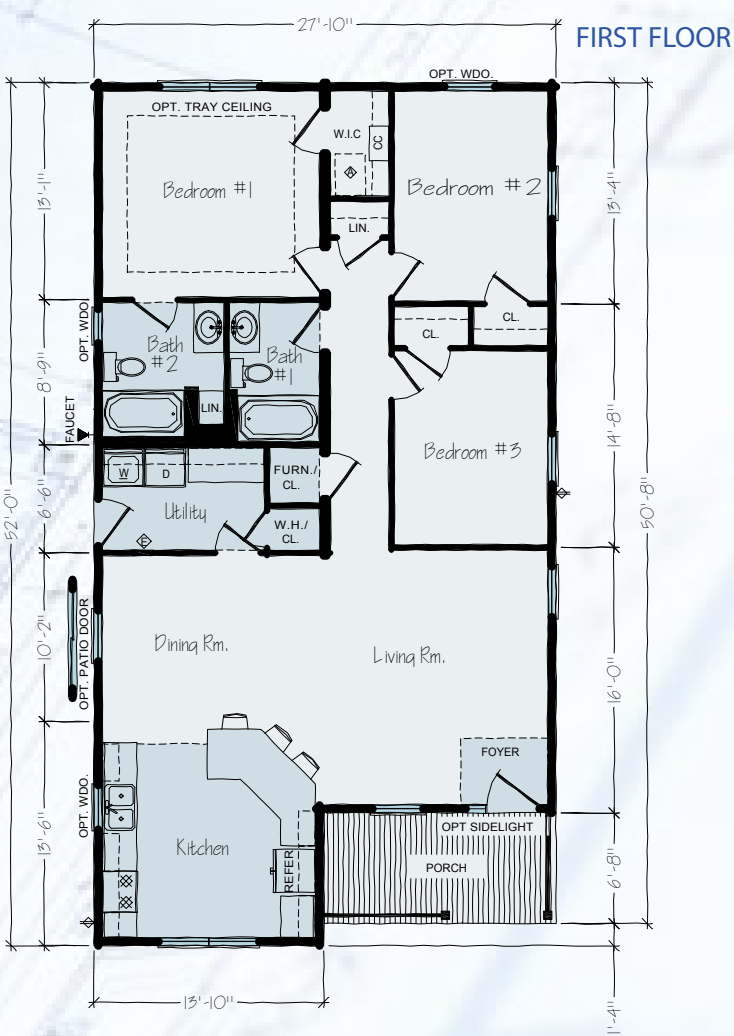 27'-10"
FIRST FLOOR
OPT. WDO.
OPT. TRAY CEILING
W.I.C
CC
A
Bedroom #1
Bedroom #2
13'-1"
13'-4"
LIN.
OPT. WDO.
CL.
CL.
Bath
#2
Bath
#1
8'-9"
FAUCET
LIN.
14'-8"
Bedroom #3
W
D
FURN./
CL.
Utility
W.H./
CL.
E
6'-6"
52'-0"
50'-8"
10'-2"
OPT. PATIO DOOR
Dining Rm.
Living Rm.
16'-0"
FOYER
OPT. WDO.
13'-6"
Kitchen
REFER
OPT SIDELIGHT
PORCH
6'-8"
13'-10"
1'-4"